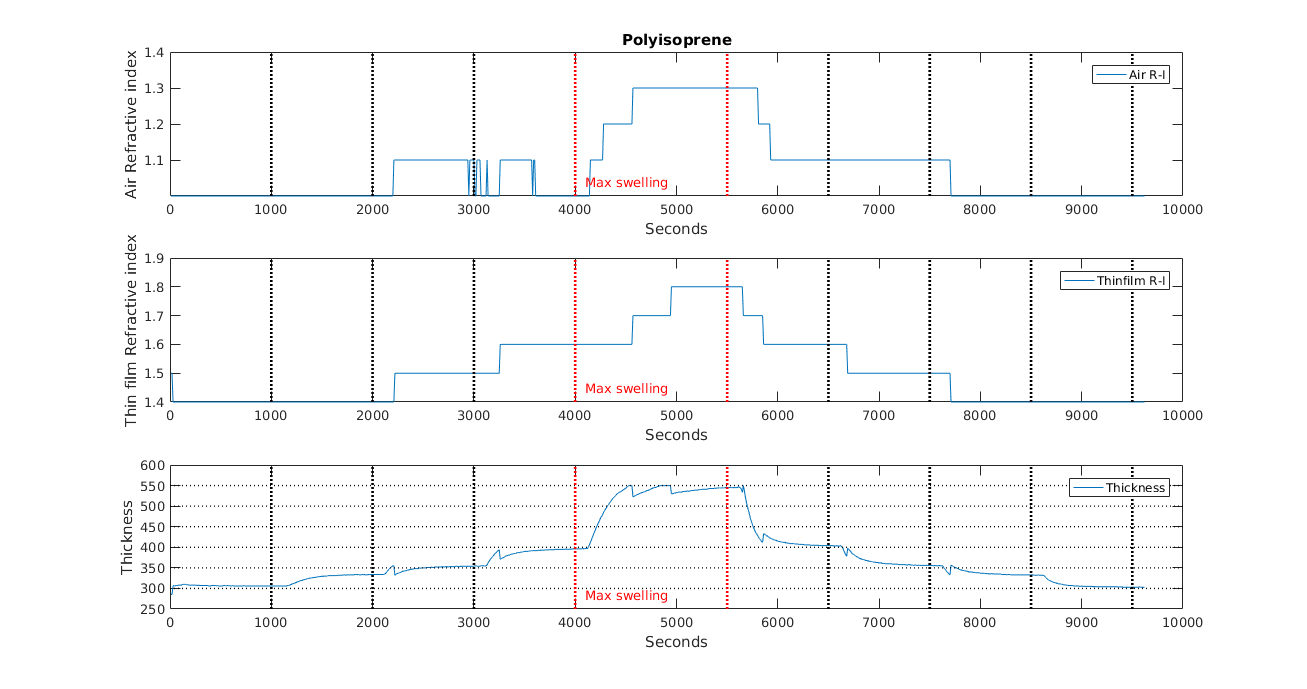 Polyisoprene
Air Refractive index
1.4
1.3
1.2
1.1
Air R-I
Max swelling
0 1000 2000 3000 4000 5000 6000 7000 8000 9000 10000
Seconds
Thin film Refractive index
1.9
1.8
1.7
1.6
1.5
1.4
Thinfilm R-I
Max swelling
0 1000 2000 3000 4000 5000 6000 7000 8000 9000 10000
Seconds
Thickness
600
550
500
450
400
350
300
250
Thickness
Max swelling
0 1000 2000 3000 4000 5000 6000 7000 8000 9000 10000
Seconds